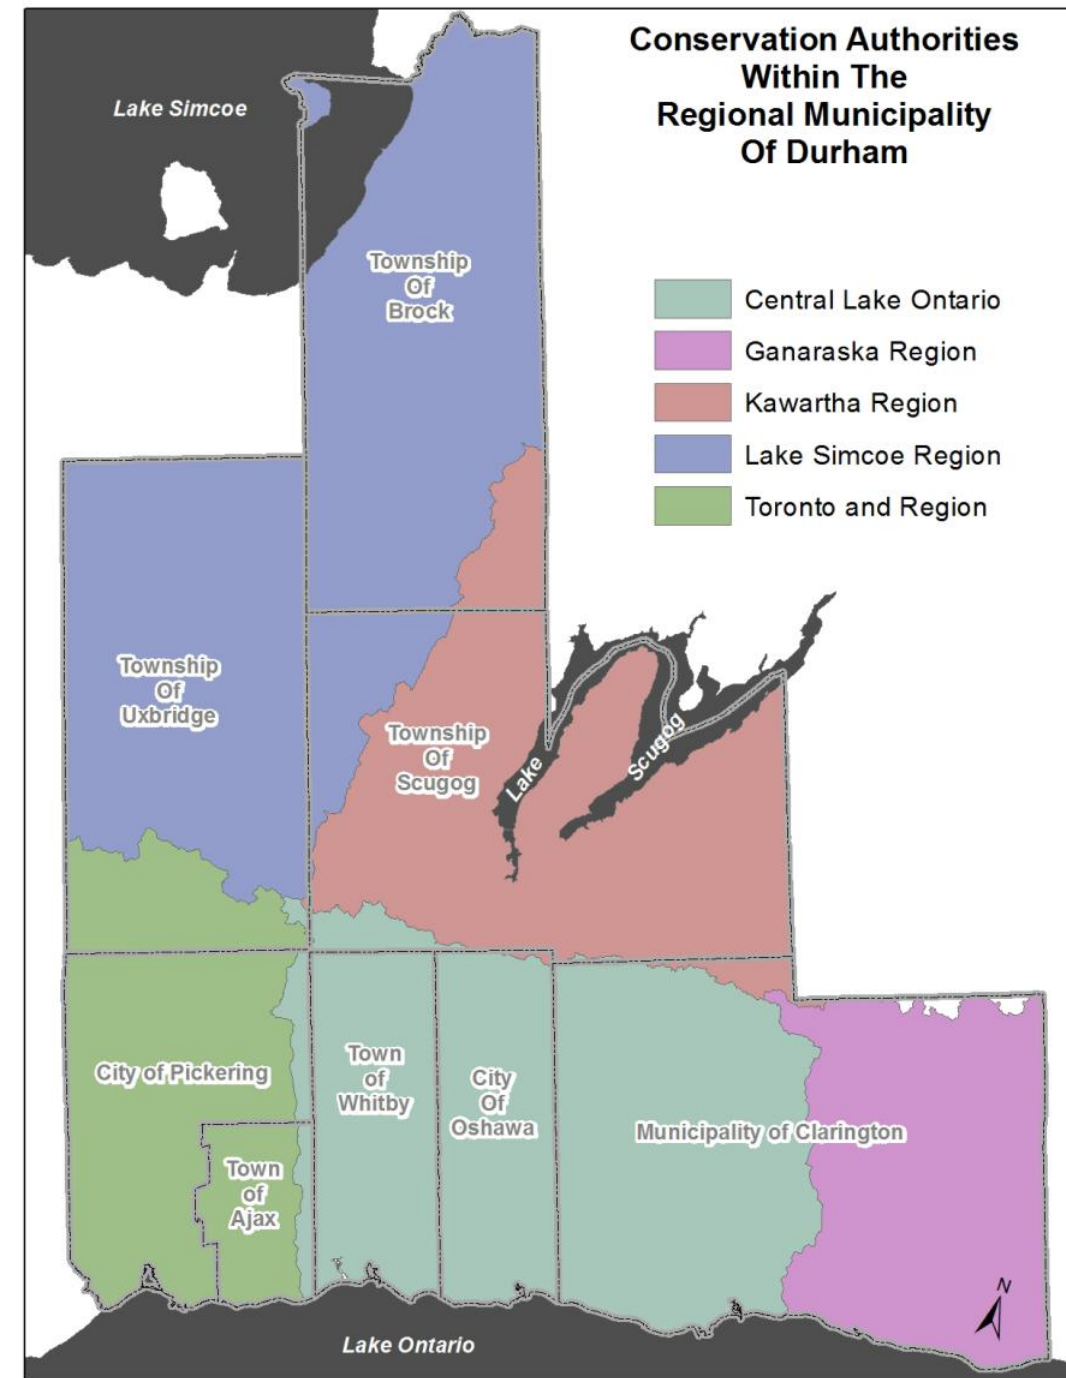 Conservation Authorities
Within The
Regional Municipality
Of Durham
Lake Simcoe
Township
Of
Brock
Central Lake Ontario
Ganaraska Region
Kawartha Region
Lake Simcoe Region
Toronto and Region
Township
Of
Uxbridge
Township
Of
Scugog
Lake
Scugog
City of Pickering
Town
of
Whitby
City
Of
Oshawa
Municipality of Clarington
Town
of
Ajax
N
Lake Ontario